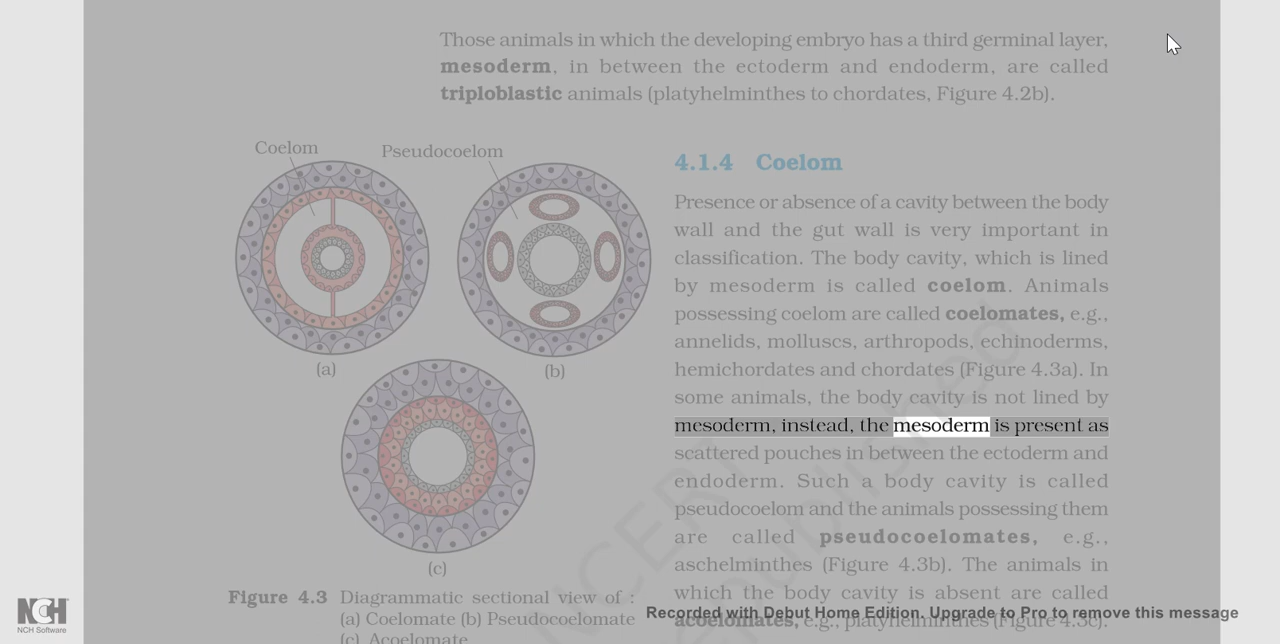 Those animals in which the developing embryo has a third germinal layer,
mesoderm, in between the ectoderm and endoderm, are called
triploblastic animals (platyhelminthes to chordates, Figure 4.2b).
Coelom
Pseudocoelom
(a)
(b)
(c)
Figure 4.3 Diagrammatic sectional view of :
(a) Coelomate (b) Pseudocoelomate
(c) Acoelomate
4.1.4 Coelom
Presence or absence of a cavity between the body
wall and the gut wall is very important in
classification. The body cavity, which is lined
by mesoderm is called coelom. Animals
possessing coelom are called coelomates, e.g.,
annelids, molluscs, arthropods, echinoderms,
hemichordates and chordates (Figure 4.3a). In
some animals, the body cavity is not lined by
mesoderm, instead, the mesoderm is present as
scattered pouches in between the ectoderm and
endoderm. Such a body cavity is called
pseudocoelom and the animals possessing them
are called pseudocoelomates, e.g.,
aschelminthes (Figure 4.3b). The animals in
which the body cavity is absent are called
acoelomates, e.g., platyhelminthes (Figure 4.3c).
Recorded with Debut Home Edition. Upgrade to Pro to remove this message
NCH
NCH Software
NCERT
republished